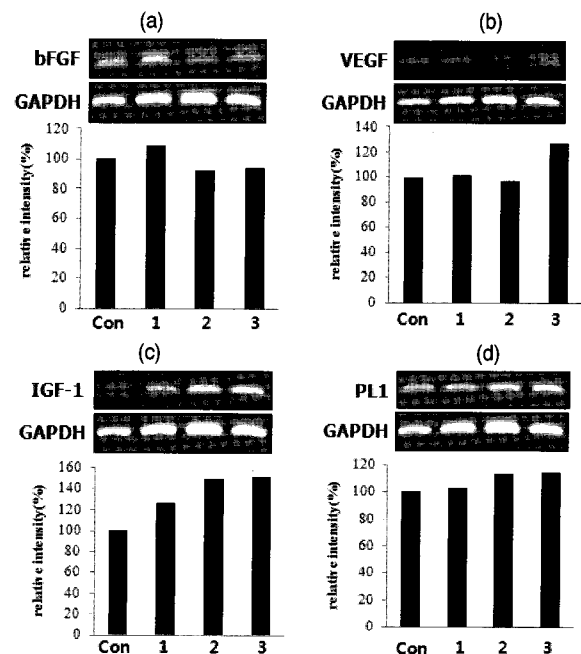 (a)
bFGF
GAPDH
relative intensity(%)
120
100
80
60
40
20
0
Con 1 2 3
(b)
VEGF
GAPDH
relative intensity(%)
140
120
100
80
60
40
20
0
Con 1 2 3
(c)
IGF-1
GAPDH
relative intensity(%)
160
140
120
100
80
60
40
20
0
Con 1 2 3
(d)
PL1
GAPDH
relative intensity(%)
120
100
80
60
40
20
0
Con 1 2 3